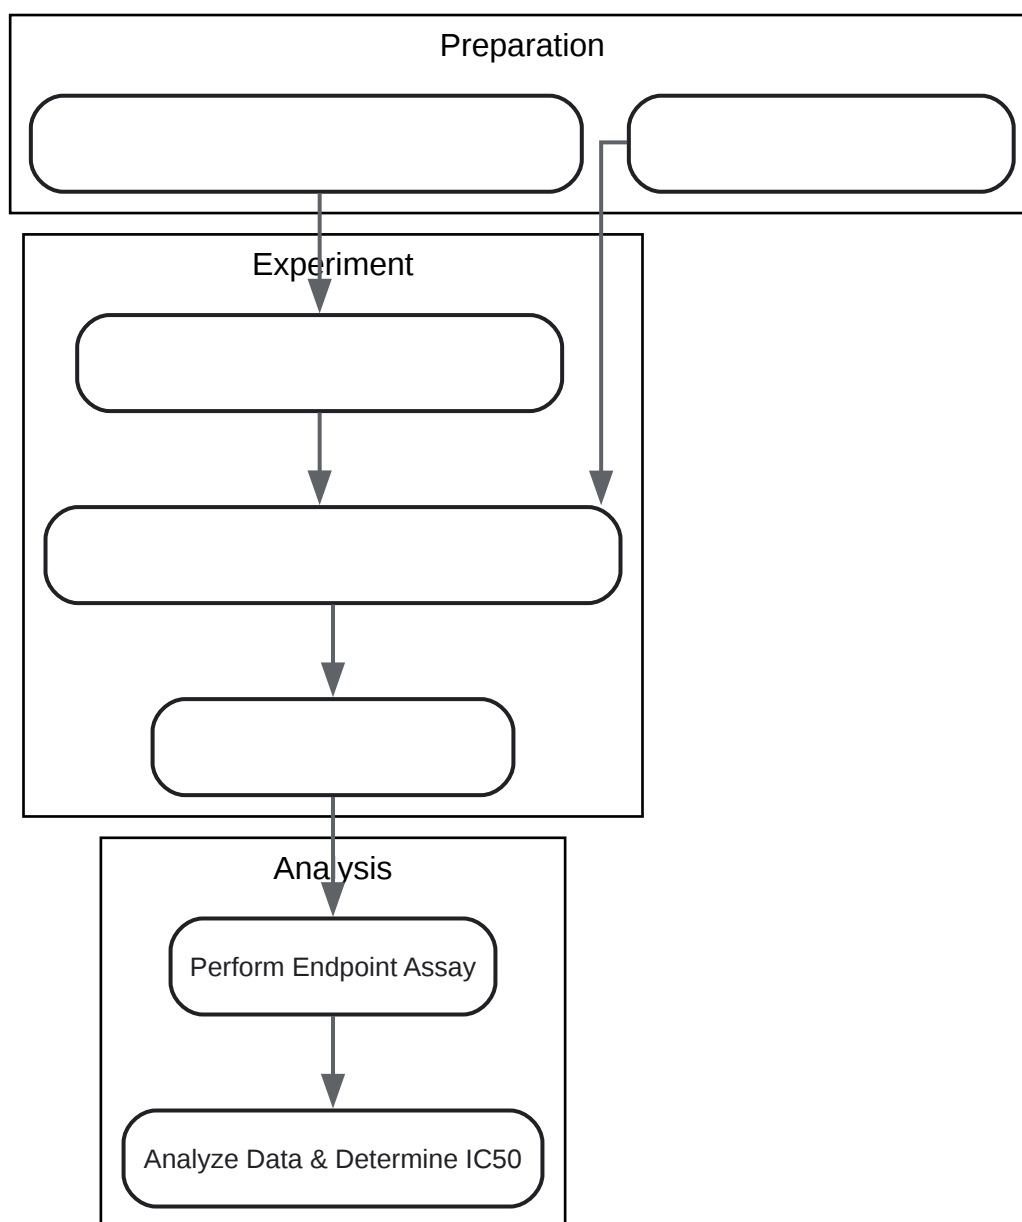 Preparation
Experiment
Analysis
Perform Endpoint Assay
Analyze Data & Determine IC50